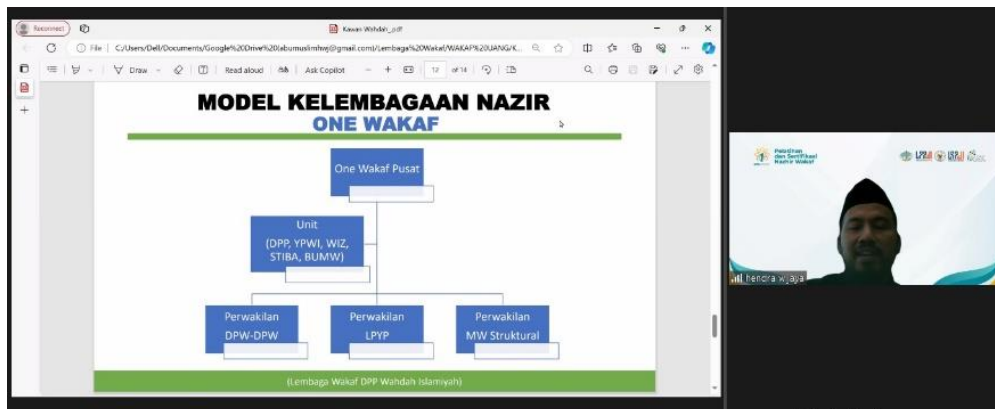 Reconnect
Kawan Wahdah_.pdf
File
C:/Users/Dell/Documents/Google%20Drive%20(abumuslimhwj@gmail.com)/Lembaga%20Wakaf/WAKAP%20UANG/K...
Draw
Read aloud
Ask Copilot
12 of 14
MODEL KELEMBAGAAN NAZIR
ONE WAKAF
One Wakaf Pusat
Unit
(DPP, YPWI, WIZ,
STIBA, BUMW)
Perwakilan
DPW-DPW
Perwakilan
LPYP
Perwakilan
MW Struktural
(Lembaga Wakaf DPP Wahdah Islamiyah)
Pelatihan
dan Sertifikasi
Nazhir Wakaf
hendra wijaya